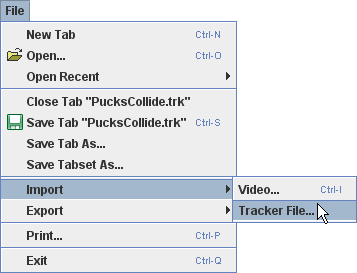 File
New Tab Ctrl-N
Open... Ctrl-O
Open Recent
Close Tab "PucksCollide.trk"
Save Tab "PucksCollide.trk" Ctrl-S
Save Tab As...
Save Tabset As...
Import
Video... Ctrl-I
Export
Tracker File...
Print... Ctrl-P
Exit Ctrl-Q